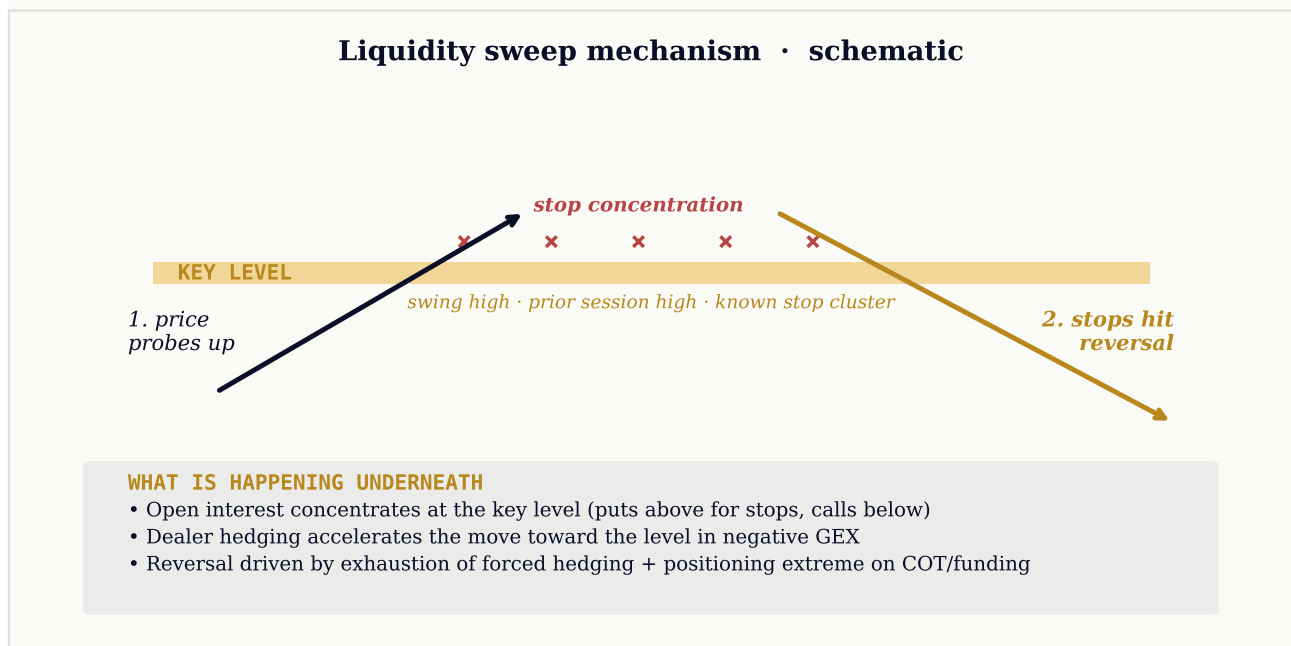 Liquidity sweep mechanism · schematic
stop concentration
KEY LEVEL
swing high · prior session high · known stop cluster
1. price
probes up
2. stops hit
reversal
WHAT IS HAPPENING UNDERNEATH
• Open interest concentrates at the key level (puts above for stops, calls below)
• Dealer hedging accelerates the move toward the level in negative GEX
• Reversal driven by exhaustion of forced hedging + positioning extreme on COT/funding